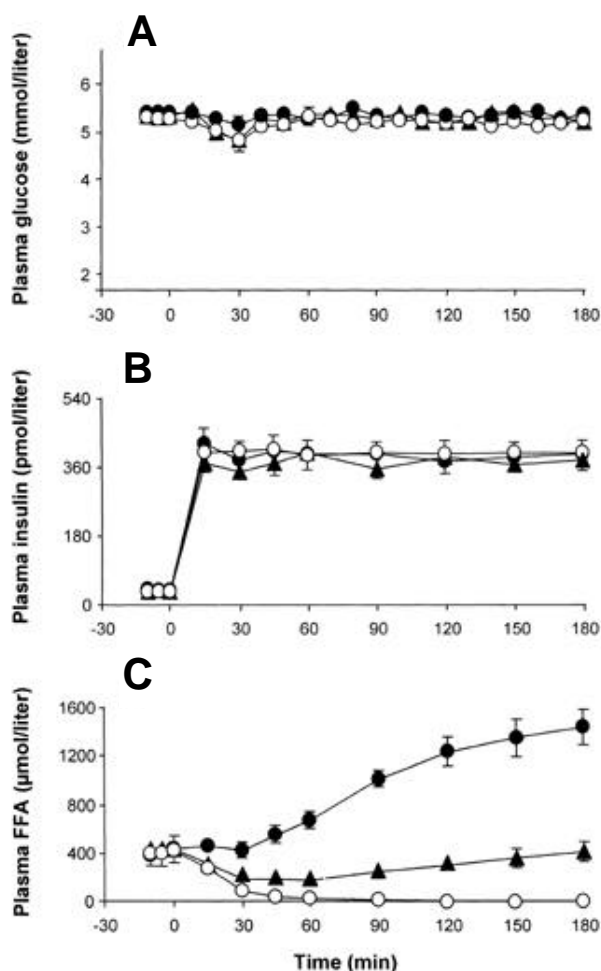 A
Plasma glucose (mmol/liter)
6
5
4
3
2
-30 0 30 60 90 120 150 180
B
Plasma insulin (pmol/liter)
540
360
180
0
-30 0 30 60 90 120 150 180
C
Plasma FFA (µmol/liter)
1600
1200
800
400
0
-30 0 30 60 90 120 150 180
Time (min)